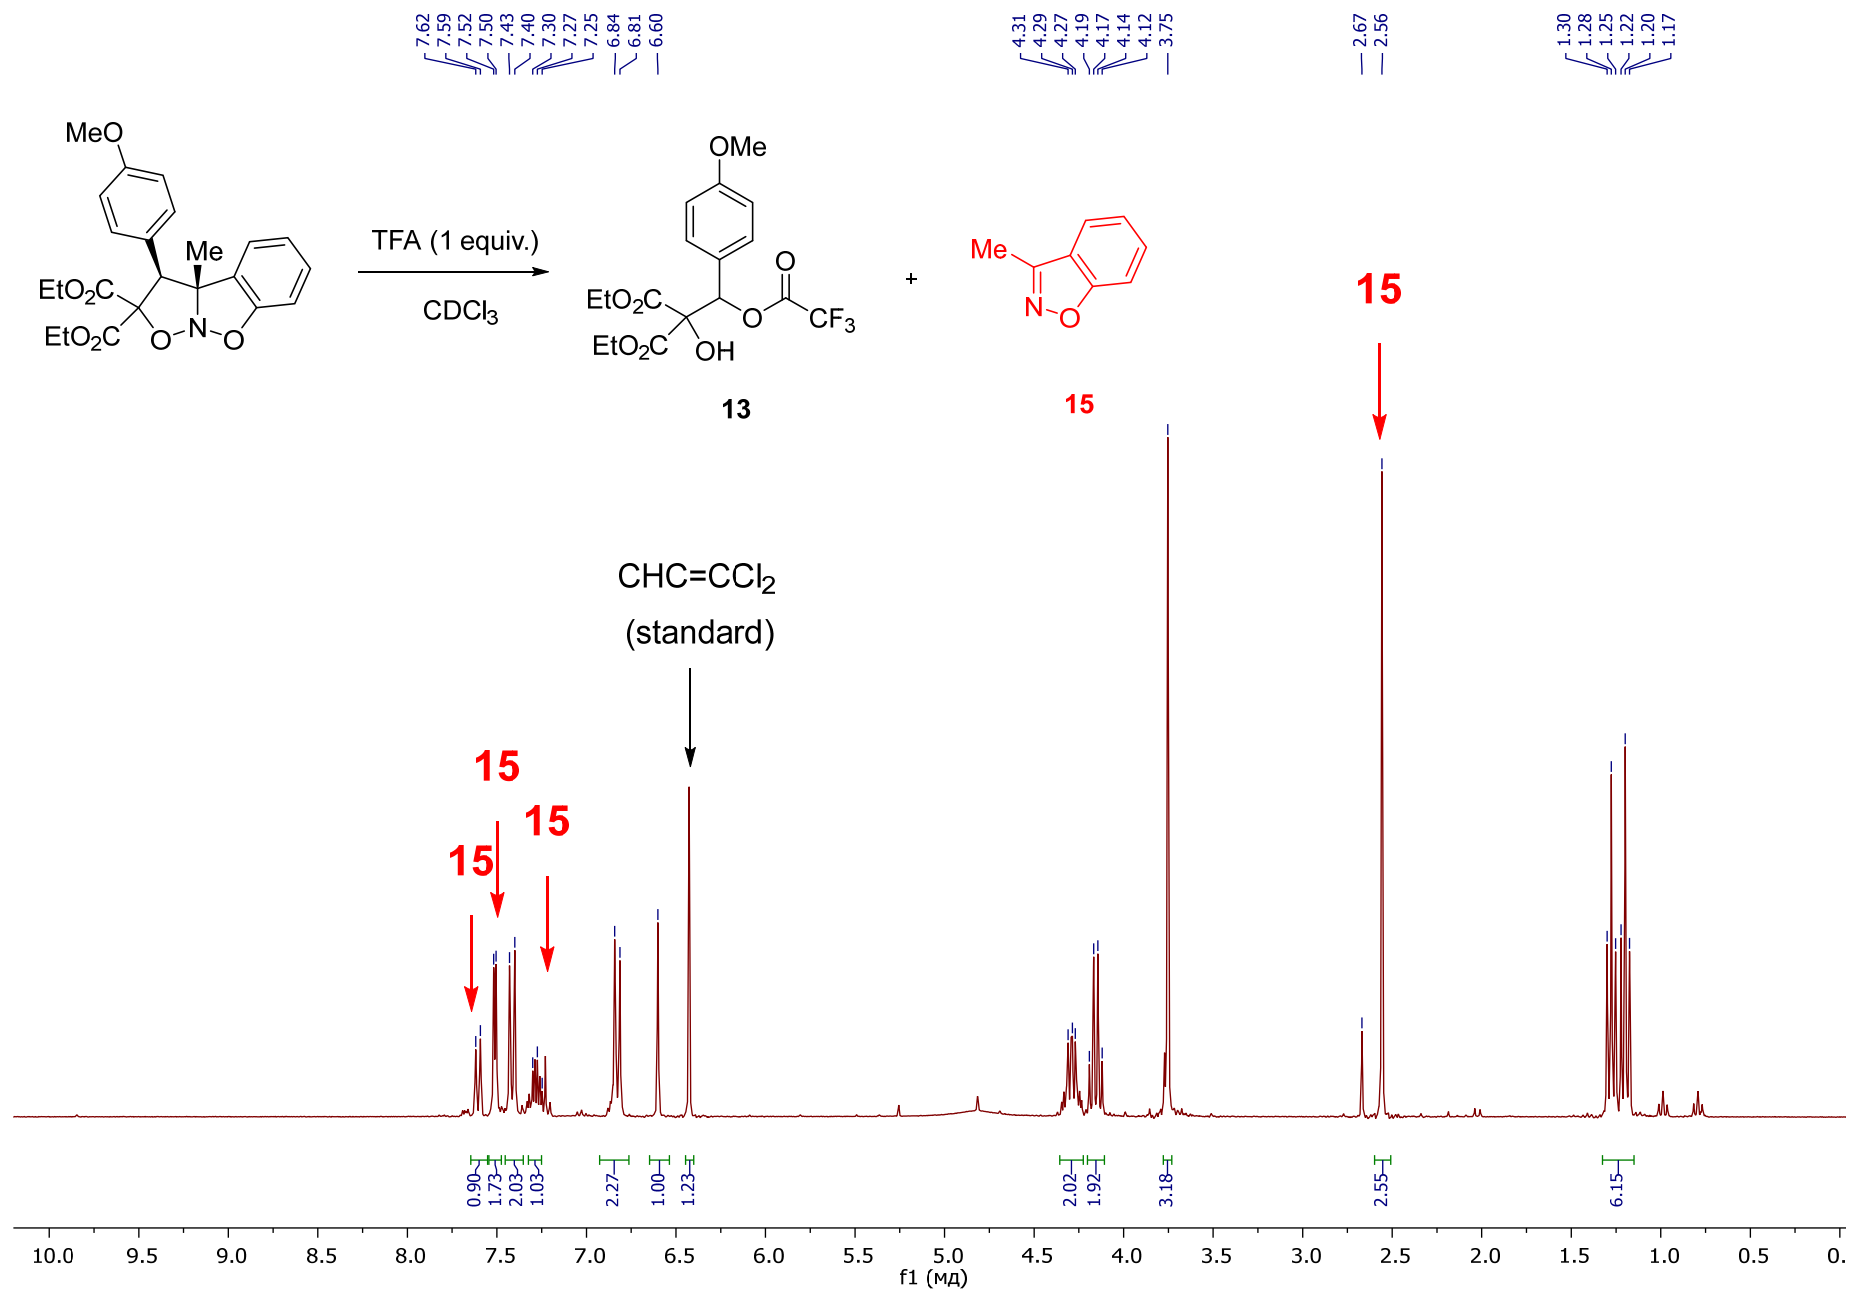 7.62
7.59
7.52
7.50
7.43
7.40
7.30
7.27
7.25
6.84
6.81
6.60
4.31
4.29
4.27
4.19
4.17
4.14
4.12
3.75
2.67
2.56
1.30
1.28
1.25
1.22
1.20
1.17
MeO
Me
EtO2C
EtO2C
O
N
O
TFA (1 equiv.)
CDCl3
OMe
O
EtO2C
O
CF3
EtO2C
OH
13
+
Me
N
O
15
15
CHC=CCl2
(standard)
15
15
15
0.90
1.73
2.03
1.03
2.27
1.00
1.23
2.02
1.92
3.18
2.55
6.15
10.0 9.5 9.0 8.5 8.0 7.5 7.0 6.5 6.0 5.5 5.0 4.5 4.0 3.5 3.0 2.5 2.0 1.5 1.0 0.5 0.
f1 (мд)